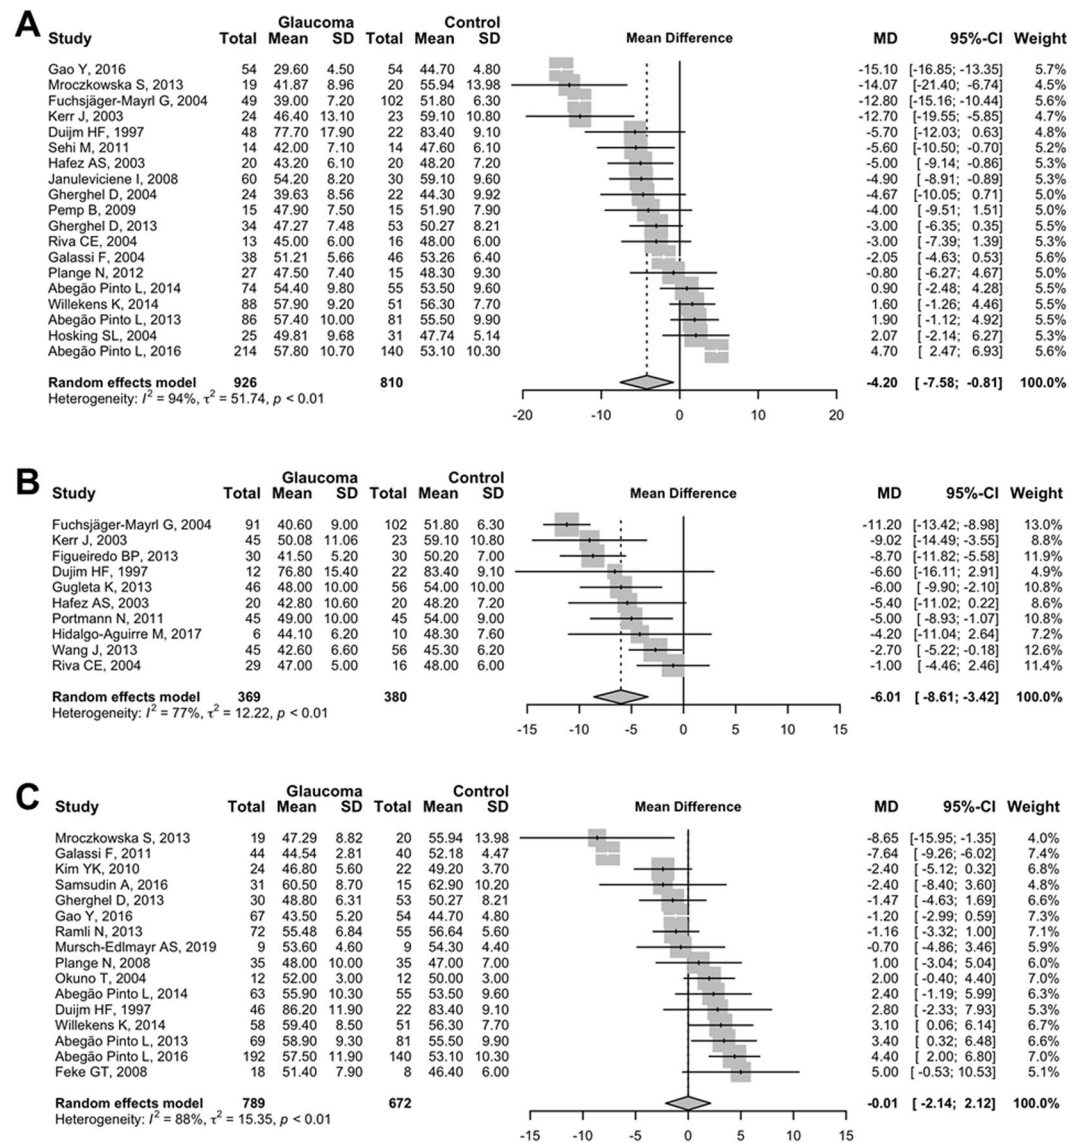 A
Glaucoma Control
Study Total Mean SD Total Mean SD Mean Difference MD 95%-CI Weight
Gao Y, 2016 54 29.60 4.50 54 44.70 4.80 -15.10 [-16.85; -13.35] 5.7%
Mroczkowska S, 2013 19 41.87 8.96 20 55.94 13.98 -14.07 [-21.40; -6.74] 4.5%
Fuchsjäger-Mayrl G, 2004 49 39.00 7.20 102 51.80 6.30 -12.80 [-15.16; -10.44] 5.6%
Kerr J, 2003 24 46.40 13.10 23 59.10 10.80 -12.70 [-19.55; -5.85] 4.7%
Duijm HF, 1997 48 77.70 17.90 22 83.40 9.10 -5.70 [-12.03; 0.63] 4.8%
Sehi M, 2011 14 42.00 7.10 14 47.60 6.10 -5.60 [-10.50; -0.70] 5.2%
Hafez AS, 2003 20 43.20 6.10 20 48.20 7.20 -5.00 [ -9.14; -0.86] 5.3%
Januleviciene I, 2008 60 54.20 8.20 30 59.10 9.60 -4.90 [ -8.91; -0.89] 5.3%
Gherghel D, 2004 24 39.63 8.56 22 44.30 9.92 -4.67 [-10.05; 0.71] 5.0%
Pemp B, 2009 15 47.90 7.50 15 51.90 7.90 -4.00 [ -9.51; 1.51] 5.0%
Gherghel D, 2013 34 47.27 7.48 53 50.27 8.21 -3.00 [ -6.35; 0.35] 5.5%
Riva CE, 2004 13 45.00 6.00 16 48.00 6.00 -3.00 [ -7.39; 1.39] 5.3%
Galassi F, 2004 38 51.21 5.66 46 53.26 6.40 -2.05 [ -4.63; 0.53] 5.6%
Plange N, 2012 27 47.50 7.40 15 48.30 9.30 -0.80 [ -6.27; 4.67] 5.0%
Abegão Pinto L, 2014 74 54.40 9.80 55 53.50 9.60 0.90 [ -2.48; 4.28] 5.5%
Willekens K, 2014 88 57.90 9.20 51 56.30 7.70 1.60 [ -1.26; 4.46] 5.5%
Abegão Pinto L, 2013 86 57.40 10.00 81 55.50 9.90 1.90 [ -1.12; 4.92] 5.5%
Hosking SL, 2004 25 49.81 9.68 31 47.74 5.14 2.07 [ -2.14; 6.27] 5.3%
Abegão Pinto L, 2016 214 57.80 10.70 140 53.10 10.30 4.70 [ 2.47; 6.93] 5.6%
Random effects model 926 810 -4.20 [ -7.58; -0.81] 100.0%
Heterogeneity: I² = 94%, τ² = 51.74, p < 0.01
-20 -10 0 10 20
B
Glaucoma Control
Study Total Mean SD Total Mean SD Mean Difference MD 95%-CI Weight
Fuchsjäger-Mayrl G, 2004 91 40.60 9.00 102 51.80 6.30 -11.20 [-13.42; -8.98] 13.0%
Kerr J, 2003 45 50.08 11.06 23 59.10 10.80 -9.02 [-14.49; -3.55] 8.8%
Figueiredo BP, 2013 30 41.50 5.20 30 50.20 7.00 -8.70 [-11.82; -5.58] 11.9%
Dujim HF, 1997 12 76.80 15.40 22 83.40 9.10 -6.60 [-16.11; 2.91] 4.9%
Gugleta K, 2013 46 48.00 10.00 56 54.00 10.00 -6.00 [ -9.90; -2.10] 10.8%
Hafez AS, 2003 20 42.80 10.60 20 48.20 7.20 -5.40 [-11.02; 0.22] 8.6%
Portmann N, 2011 45 49.00 10.00 45 54.00 9.00 -5.00 [ -8.93; -1.07] 10.8%
Hidalgo-Aguirre M, 2017 6 44.10 6.20 10 48.30 7.60 -4.20 [-11.04; 2.64] 7.2%
Wang J, 2013 45 42.60 6.60 56 45.30 6.20 -2.70 [ -5.22; -0.18] 12.6%
Riva CE, 2004 29 47.00 5.00 16 48.00 6.00 -1.00 [ -4.46; 2.46] 11.4%
Random effects model 369 380 -6.01 [ -8.61; -3.42] 100.0%
Heterogeneity: I² = 77%, τ² = 12.22, p < 0.01
-15 -10 -5 0 5 10 15
C
Glaucoma Control
Study Total Mean SD Total Mean SD Mean Difference MD 95%-CI Weight
Mroczkowska S, 2013 19 47.29 8.82 20 55.94 13.98 -8.65 [-15.95; -1.35] 4.0%
Galassi F, 2011 44 44.54 2.81 40 52.18 4.47 -7.64 [ -9.26; -6.02] 7.4%
Kim YK, 2010 24 46.80 5.60 22 49.20 3.70 -2.40 [ -5.12; 0.32] 6.8%
Samsudin A, 2016 31 60.50 8.70 15 62.90 10.20 -2.40 [ -8.40; 3.60] 4.8%
Gherghel D, 2013 30 48.80 6.31 53 50.27 8.21 -1.47 [ -4.63; 1.69] 6.6%
Gao Y, 2016 67 43.50 5.20 54 44.70 4.80 -1.20 [ -2.99; 0.59] 7.3%
Ramli N, 2013 72 55.48 6.84 55 56.64 5.60 -1.16 [ -3.32; 1.00] 7.1%
Mursch-Edlmayr AS, 2019 9 53.60 4.60 9 54.30 4.40 -0.70 [ -4.86; 3.46] 5.9%
Plange N, 2008 35 48.00 10.00 35 47.00 7.00 1.00 [ -3.04; 5.04] 6.0%
Okuno T, 2004 12 52.00 3.00 12 50.00 3.00 2.00 [ -0.40; 4.40] 7.0%
Abegão Pinto L, 2014 63 55.90 10.30 55 53.50 9.60 2.40 [ -1.19; 5.99] 6.3%
Duijm HF, 1997 46 86.20 11.90 22 83.40 9.10 2.80 [ -2.33; 7.93] 5.3%
Willekens K, 2014 58 59.40 8.50 51 56.30 7.70 3.10 [ 0.06; 6.14] 6.7%
Abegão Pinto L, 2013 69 58.90 9.30 81 55.50 9.90 3.40 [ 0.32; 6.48] 6.6%
Abegão Pinto L, 2016 192 57.50 11.90 140 53.10 10.30 4.40 [ 2.00; 6.80] 7.0%
Feke GT, 2008 18 51.40 7.90 8 46.40 6.00 5.00 [ -0.53; 10.53] 5.1%
Random effects model 789 672 -0.01 [ -2.14; 2.12] 100.0%
Heterogeneity: I² = 88%, τ² = 15.35, p < 0.01
-15 -10 -5 0 5 10 15